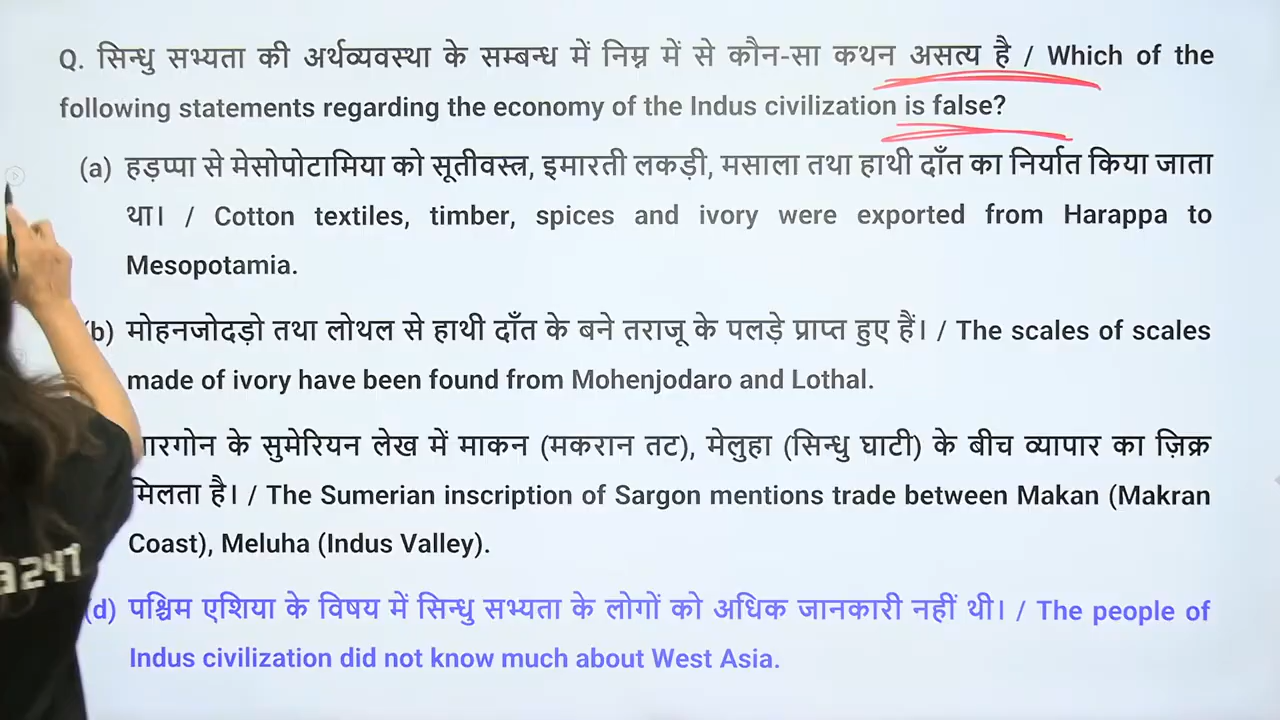 Q. सिन्धु सभ्यता की अर्थव्यवस्था के सम्बन्ध में निम्न में से कौन-सा कथन असत्य है / Which of the
following statements regarding the economy of the Indus civilization is false?
(a) हड़प्पा से मेसोपोटामिया को सूतीवस्त्र, इमारती लकड़ी, मसाला तथा हाथी दाँत का निर्यात किया जाता
था। / Cotton textiles, timber, spices and ivory were exported from Harappa to
Mesopotamia.
(b) मोहनजोदड़ो तथा लोथल से हाथी दाँत के बने तराजू के पलड़े प्राप्त हुए हैं। / The scales of scales
made of ivory have been found from Mohenjodaro and Lothal.
के सुमेरियन लेख में माकन (मकरान तट), मेलुहा (सिन्धु घाटी) के बीच व्यापार का ज़िक्र
मिलता है। / The Sumerian inscription of Sargon mentions trade between Makan (Makran
Coast), Meluha (Indus Valley).
(d) पश्चिम एशिया के विषय में सिन्धु सभ्यता के लोगों को अधिक जानकारी नहीं थी। / The people of
Indus civilization did not know much about West Asia.
247